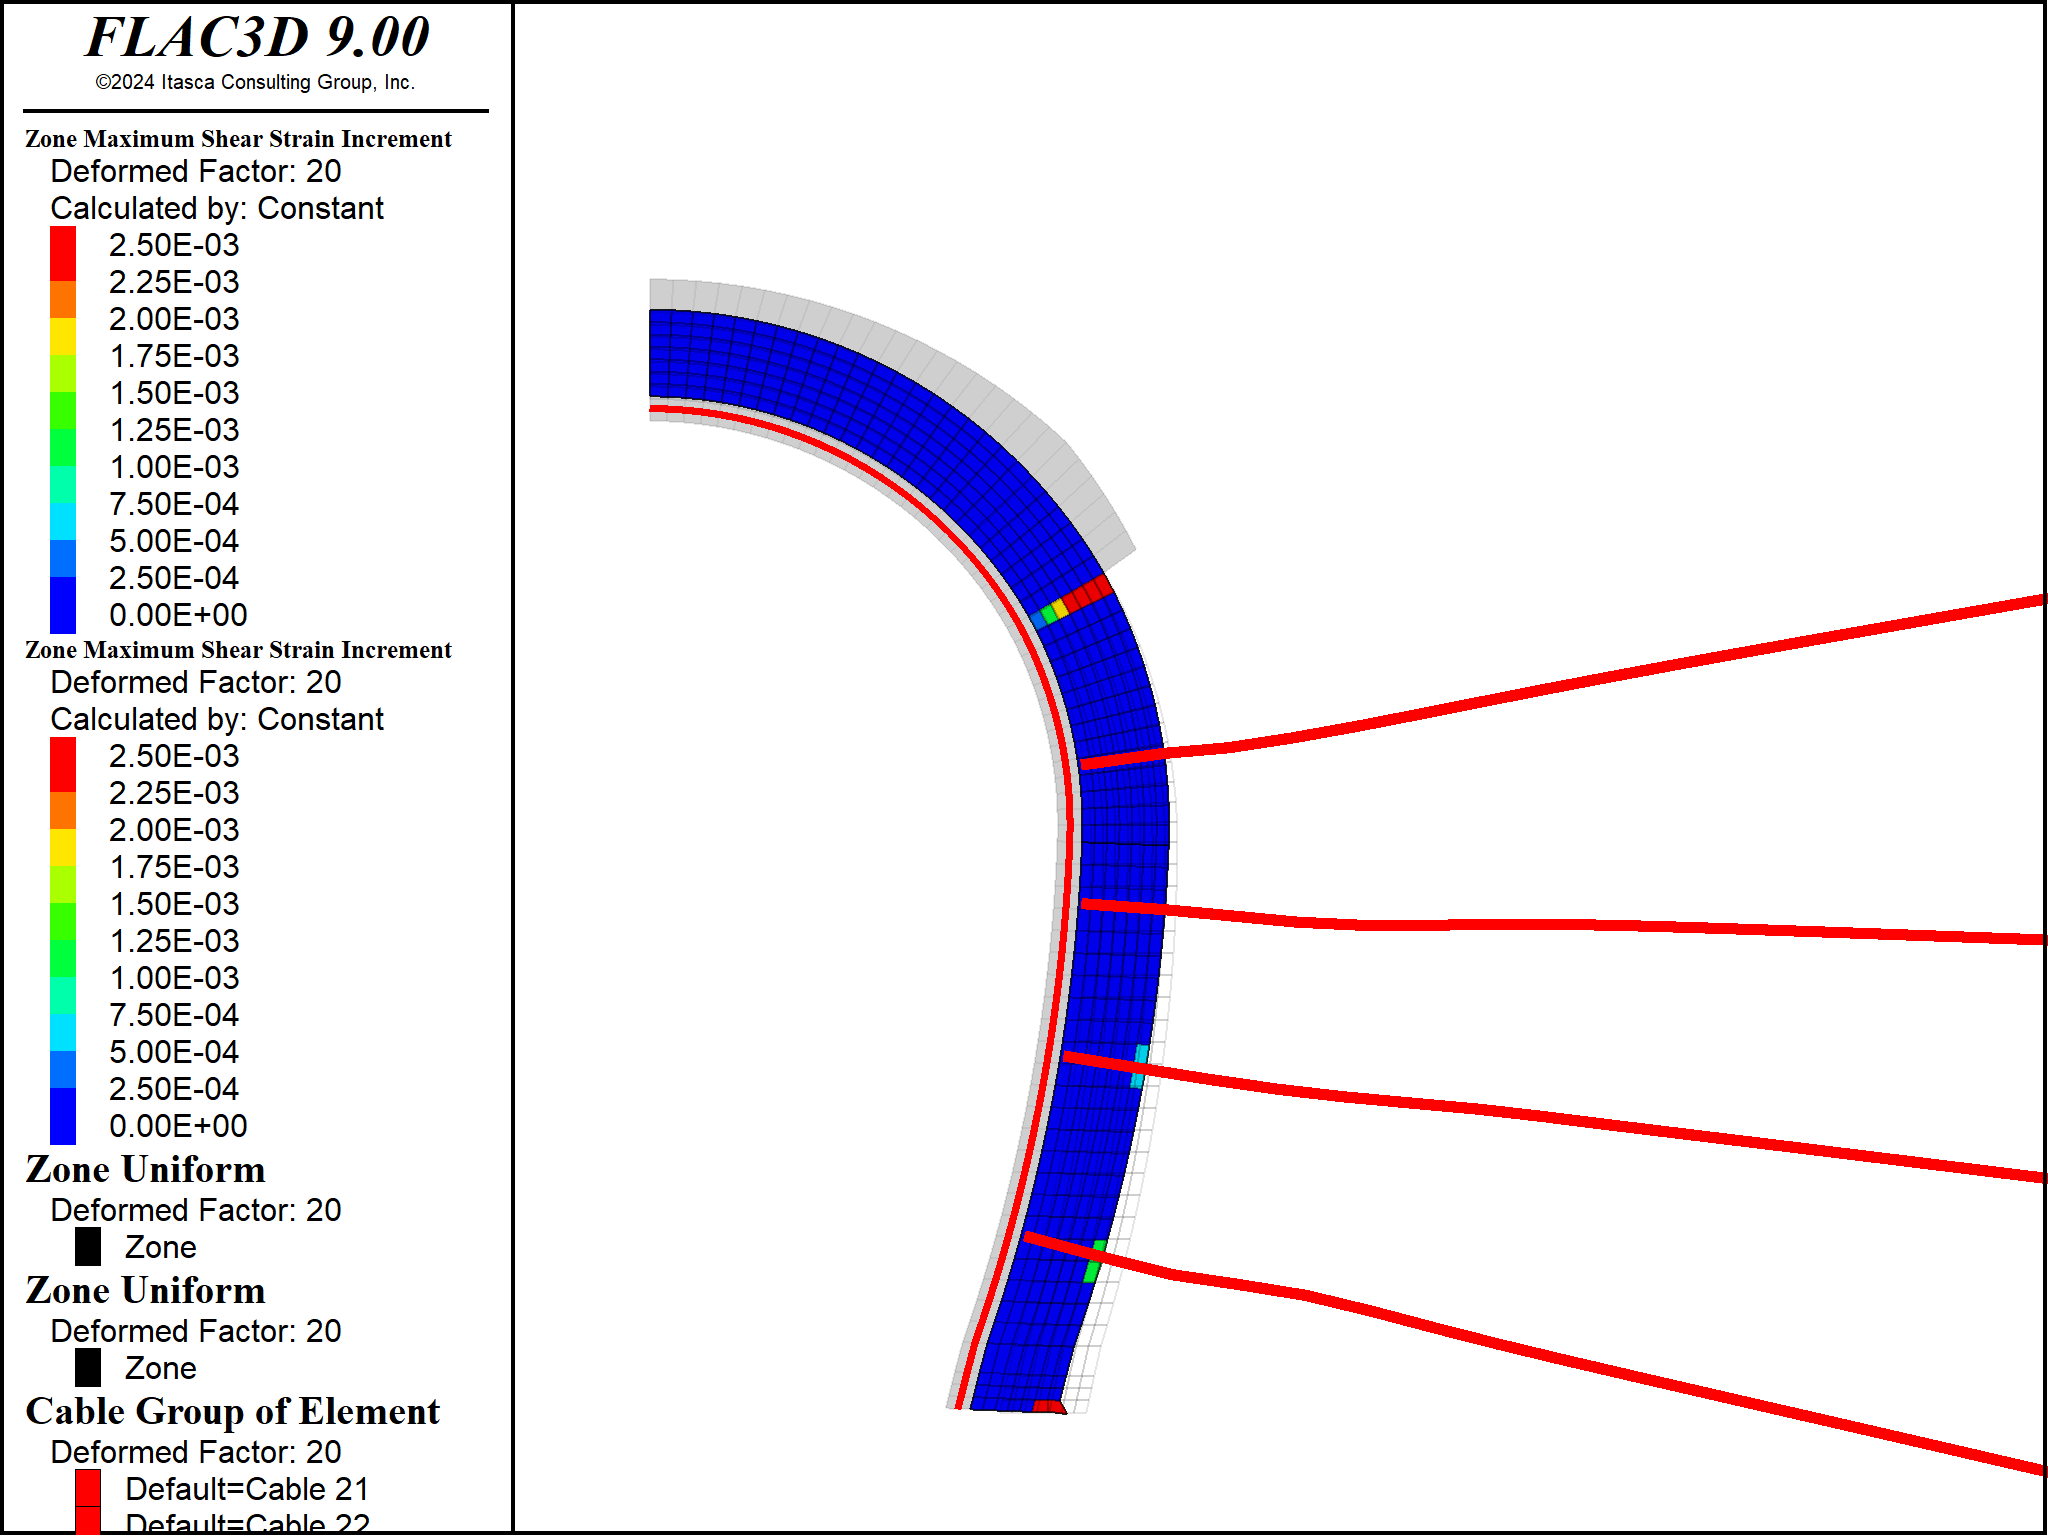 FLAC3D 9.00
©2024 Itasca Consulting Group, Inc.
Zone Maximum Shear Strain Increment
Deformed Factor: 20
Calculated by: Constant
2.50E-03
2.25E-03
2.00E-03
1.75E-03
1.50E-03
1.25E-03
1.00E-03
7.50E-04
5.00E-04
2.50E-04
0.00E+00
Zone Maximum Shear Strain Increment
Deformed Factor: 20
Calculated by: Constant
2.50E-03
2.25E-03
2.00E-03
1.75E-03
1.50E-03
1.25E-03
1.00E-03
7.50E-04
5.00E-04
2.50E-04
0.00E+00
Zone Uniform
Deformed Factor: 20
Zone
Zone Uniform
Deformed Factor: 20
Zone
Cable Group of Element
Deformed Factor: 20
Default=Cable 21
Default=Cable 22